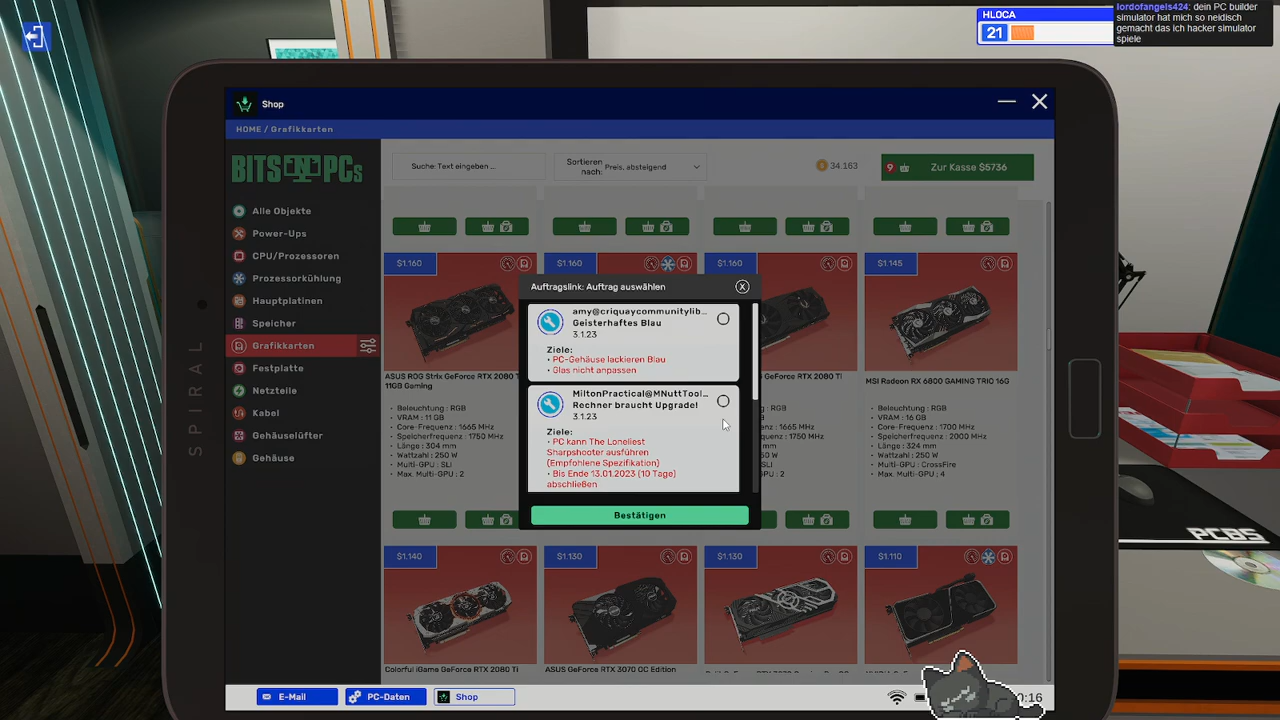 HLOCA
21
lordofangels424: dein PC builder
simulator hat mich so neidisch
gemacht das ich hacker simulator
spiele
Shop
HOME / Grafikkarten
BITS PCs
Suche: Text eingeben ...
Sortieren
nach: Preis, absteigend
34.163
9 Zur Kasse $5736
Alle Objekte
Power-Ups
CPU/Prozessoren
Prozessorkühlung
Hauptplatinen
Speicher
Grafikkarten
Festplatte
Netzteile
Kabel
Gehäuselüfter
Gehäuse
$1.160
$1.160
$1.160
$1.145
Auftragslink: Auftrag auswählen
X
amy@criquaycommunitylib...
Geisterhaftes Blau
3.1.23
Ziele:
• PC-Gehäuse lackieren Blau
• Glas nicht anpassen
MiltonPractical@MNuttTool...
Rechner braucht Upgrade!
3.1.23
Ziele:
• PC kann The Loneliest
Sharpshooter ausführen
(Empfohlene Spezifikation)
• Bis Ende 13.01.2023 (10 Tage)
abschließen
Bestätigen
ASUS ROG Strix GeForce RTX 2080 T
11GB Gaming
• Beleuchtung : RGB
• VRAM : 11 GB
• Core-Frequenz : 1665 MHz
• Speicherfrequenz : 1750 MHz
• Länge : 304 mm
• Wattzahl : 250 W
• Multi-GPU : SLI
• Max. Multi-GPU : 2
MSI Radeon RX 6800 GAMING TRIO 16G
• Beleuchtung : RGB
• VRAM : 16 GB
• Core-Frequenz : 1700 MHz
• Speicherfrequenz : 2000 MHz
• Länge : 324 mm
• Wattzahl : 250 W
• Multi-GPU : CrossFire
• Max. Multi-GPU : 4
$1.140
$1.130
$1.130
$1.110
Colorful iGame GeForce RTX 2080 Ti
ASUS GeForce RTX 3070 OC Edition
E-Mail
PC-Daten
Shop
0:16
SPIRAL
PCBS